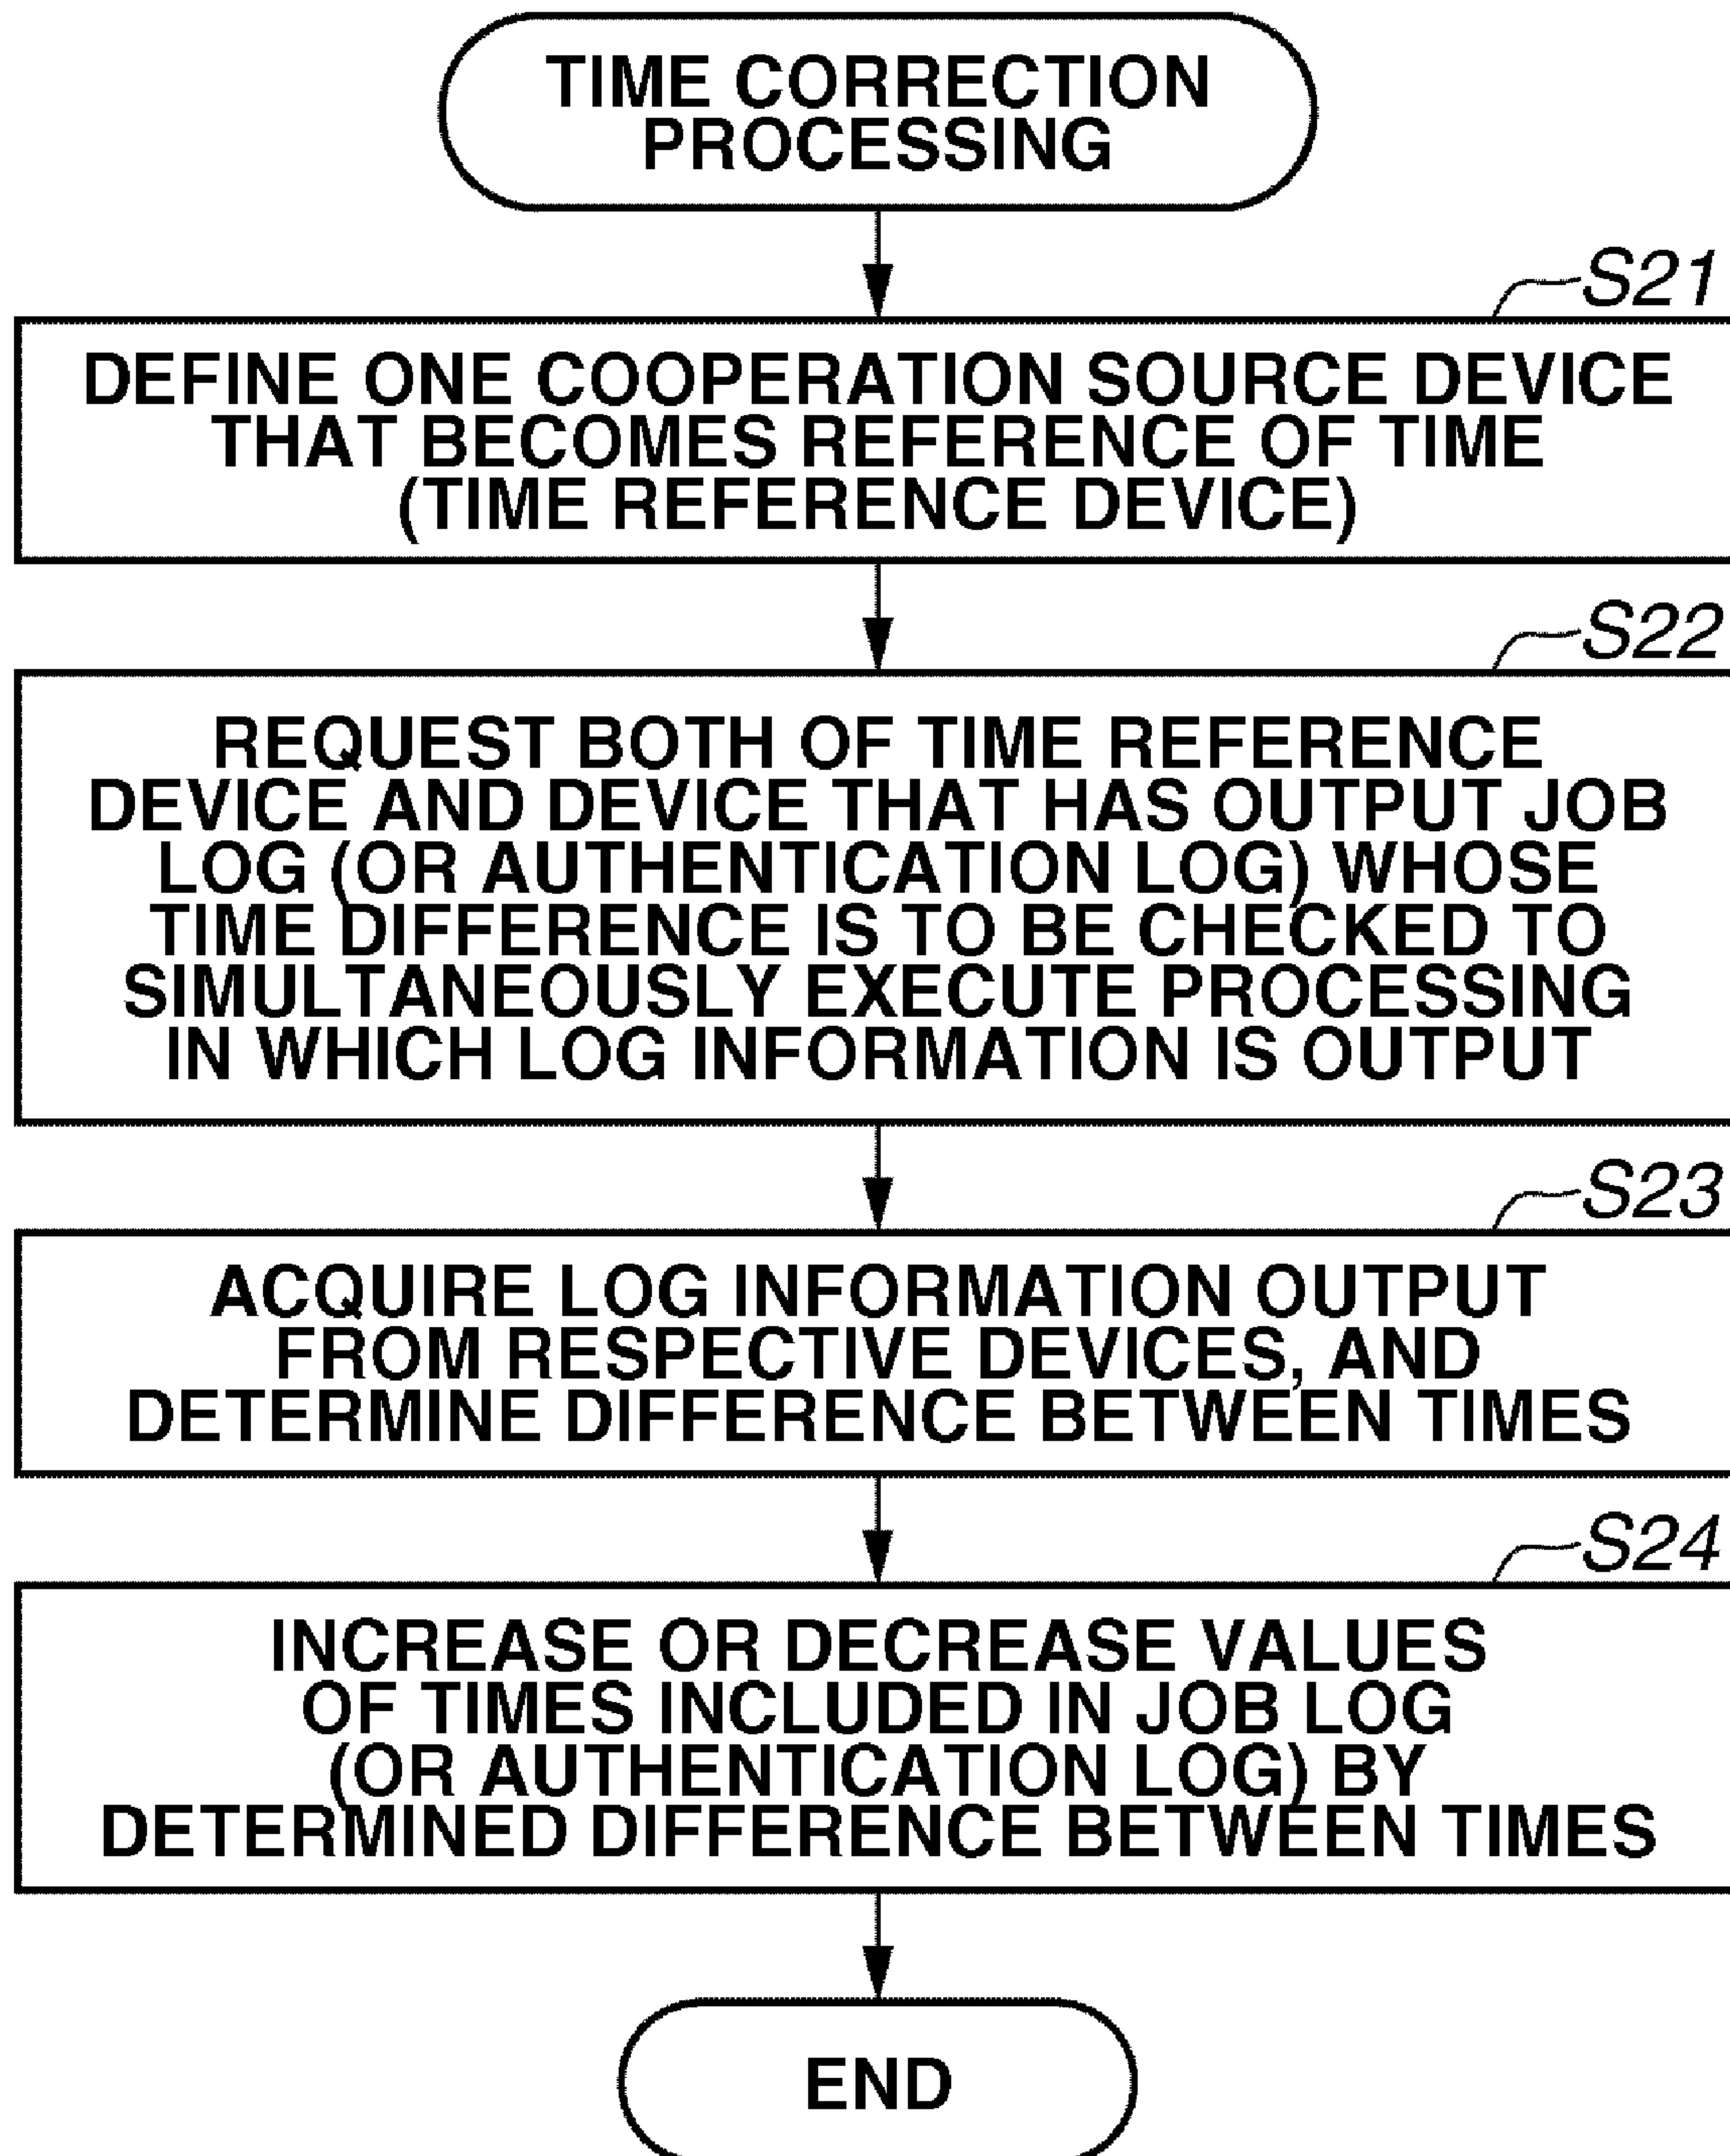 TIME CORRECTION
PROCESSING
S21
DEFINE ONE COOPERATION SOURCE DEVICE
THAT BECOMES REFERENCE OF TIME
(TIME REFERENCE DEVICE)
S22
REQUEST BOTH OF TIME REFERENCE
DEVICE AND DEVICE THAT HAS OUTPUT JOB
LOG (OR AUTHENTICATION LOG) WHOSE
TIME DIFFERENCE IS TO BE CHECKED TO
SIMULTANEOUSLY EXECUTE PROCESSING
IN WHICH LOG INFORMATION IS OUTPUT
S23
ACQUIRE LOG INFORMATION OUTPUT
FROM RESPECTIVE DEVICES, AND
DETERMINE DIFFERENCE BETWEEN TIMES
S24
INCREASE OR DECREASE VALUES
OF TIMES INCLUDED IN JOB LOG
(OR AUTHENTICATION LOG) BY
DETERMINED DIFFERENCE BETWEEN TIMES
END